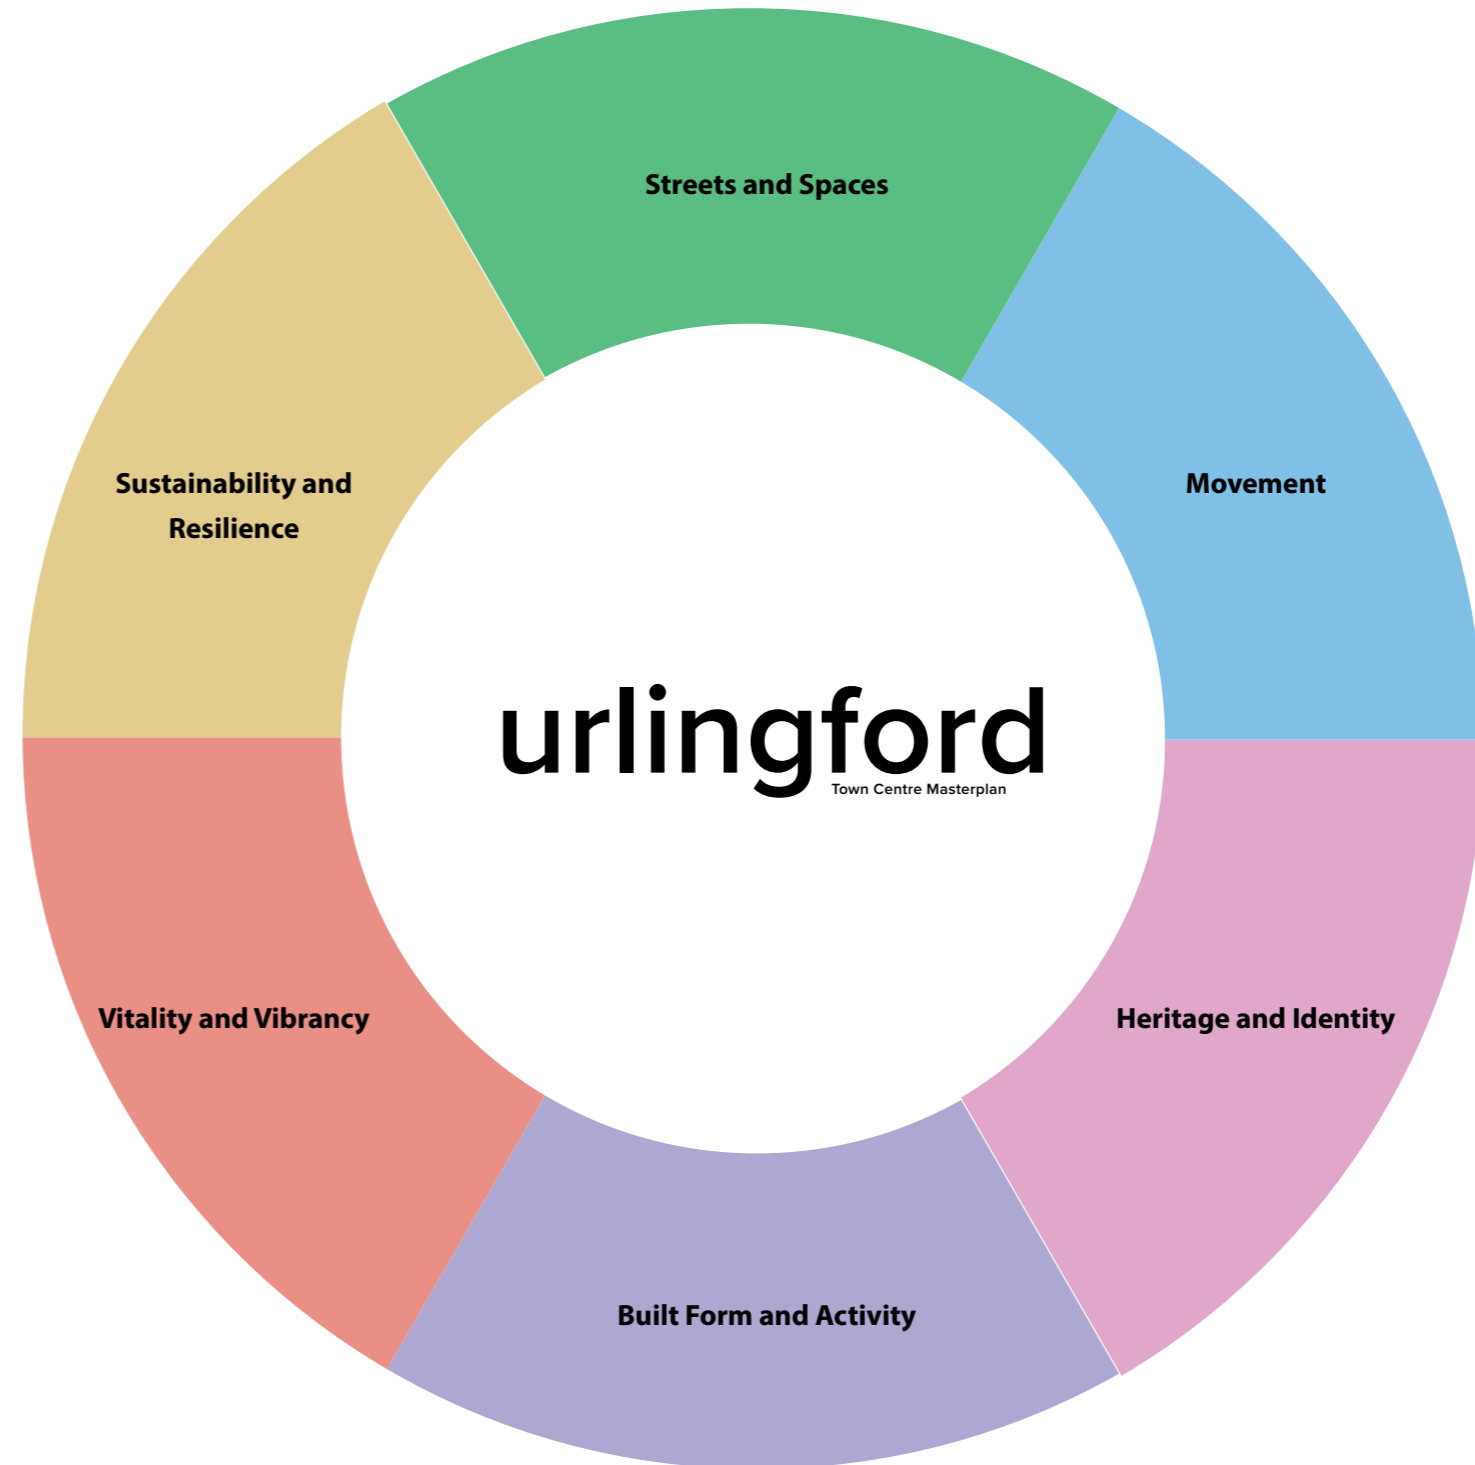 Streets and Spaces
Movement
Sustainability and
Resilience
urlingford
Town Centre Masterplan
Vitality and Vibrancy
Heritage and Identity
Built Form and Activity